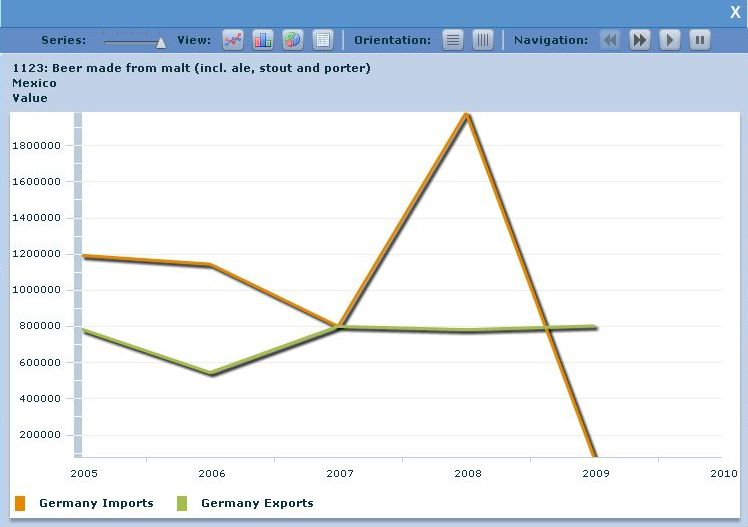 X
Series: View: Orientation: Navigation:
1123: Beer made from malt (incl. ale, stout and porter)
Mexico
Value
1800000
1600000
1400000
1200000
1000000
800000
600000
400000
200000
2005 2006 2007 2008 2009 2010
Germany Imports Germany Exports